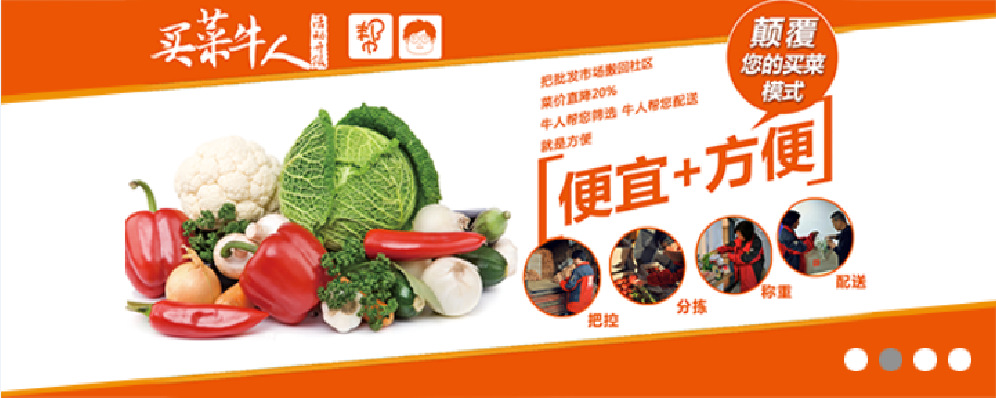 买菜牛人
帮
把批发市场搬回社区
菜价直降20%
牛人帮您筛选 牛人帮您配送
就是方便
颠覆
您的买菜
模式
便宜+方便
把控
分拣
称重
配送